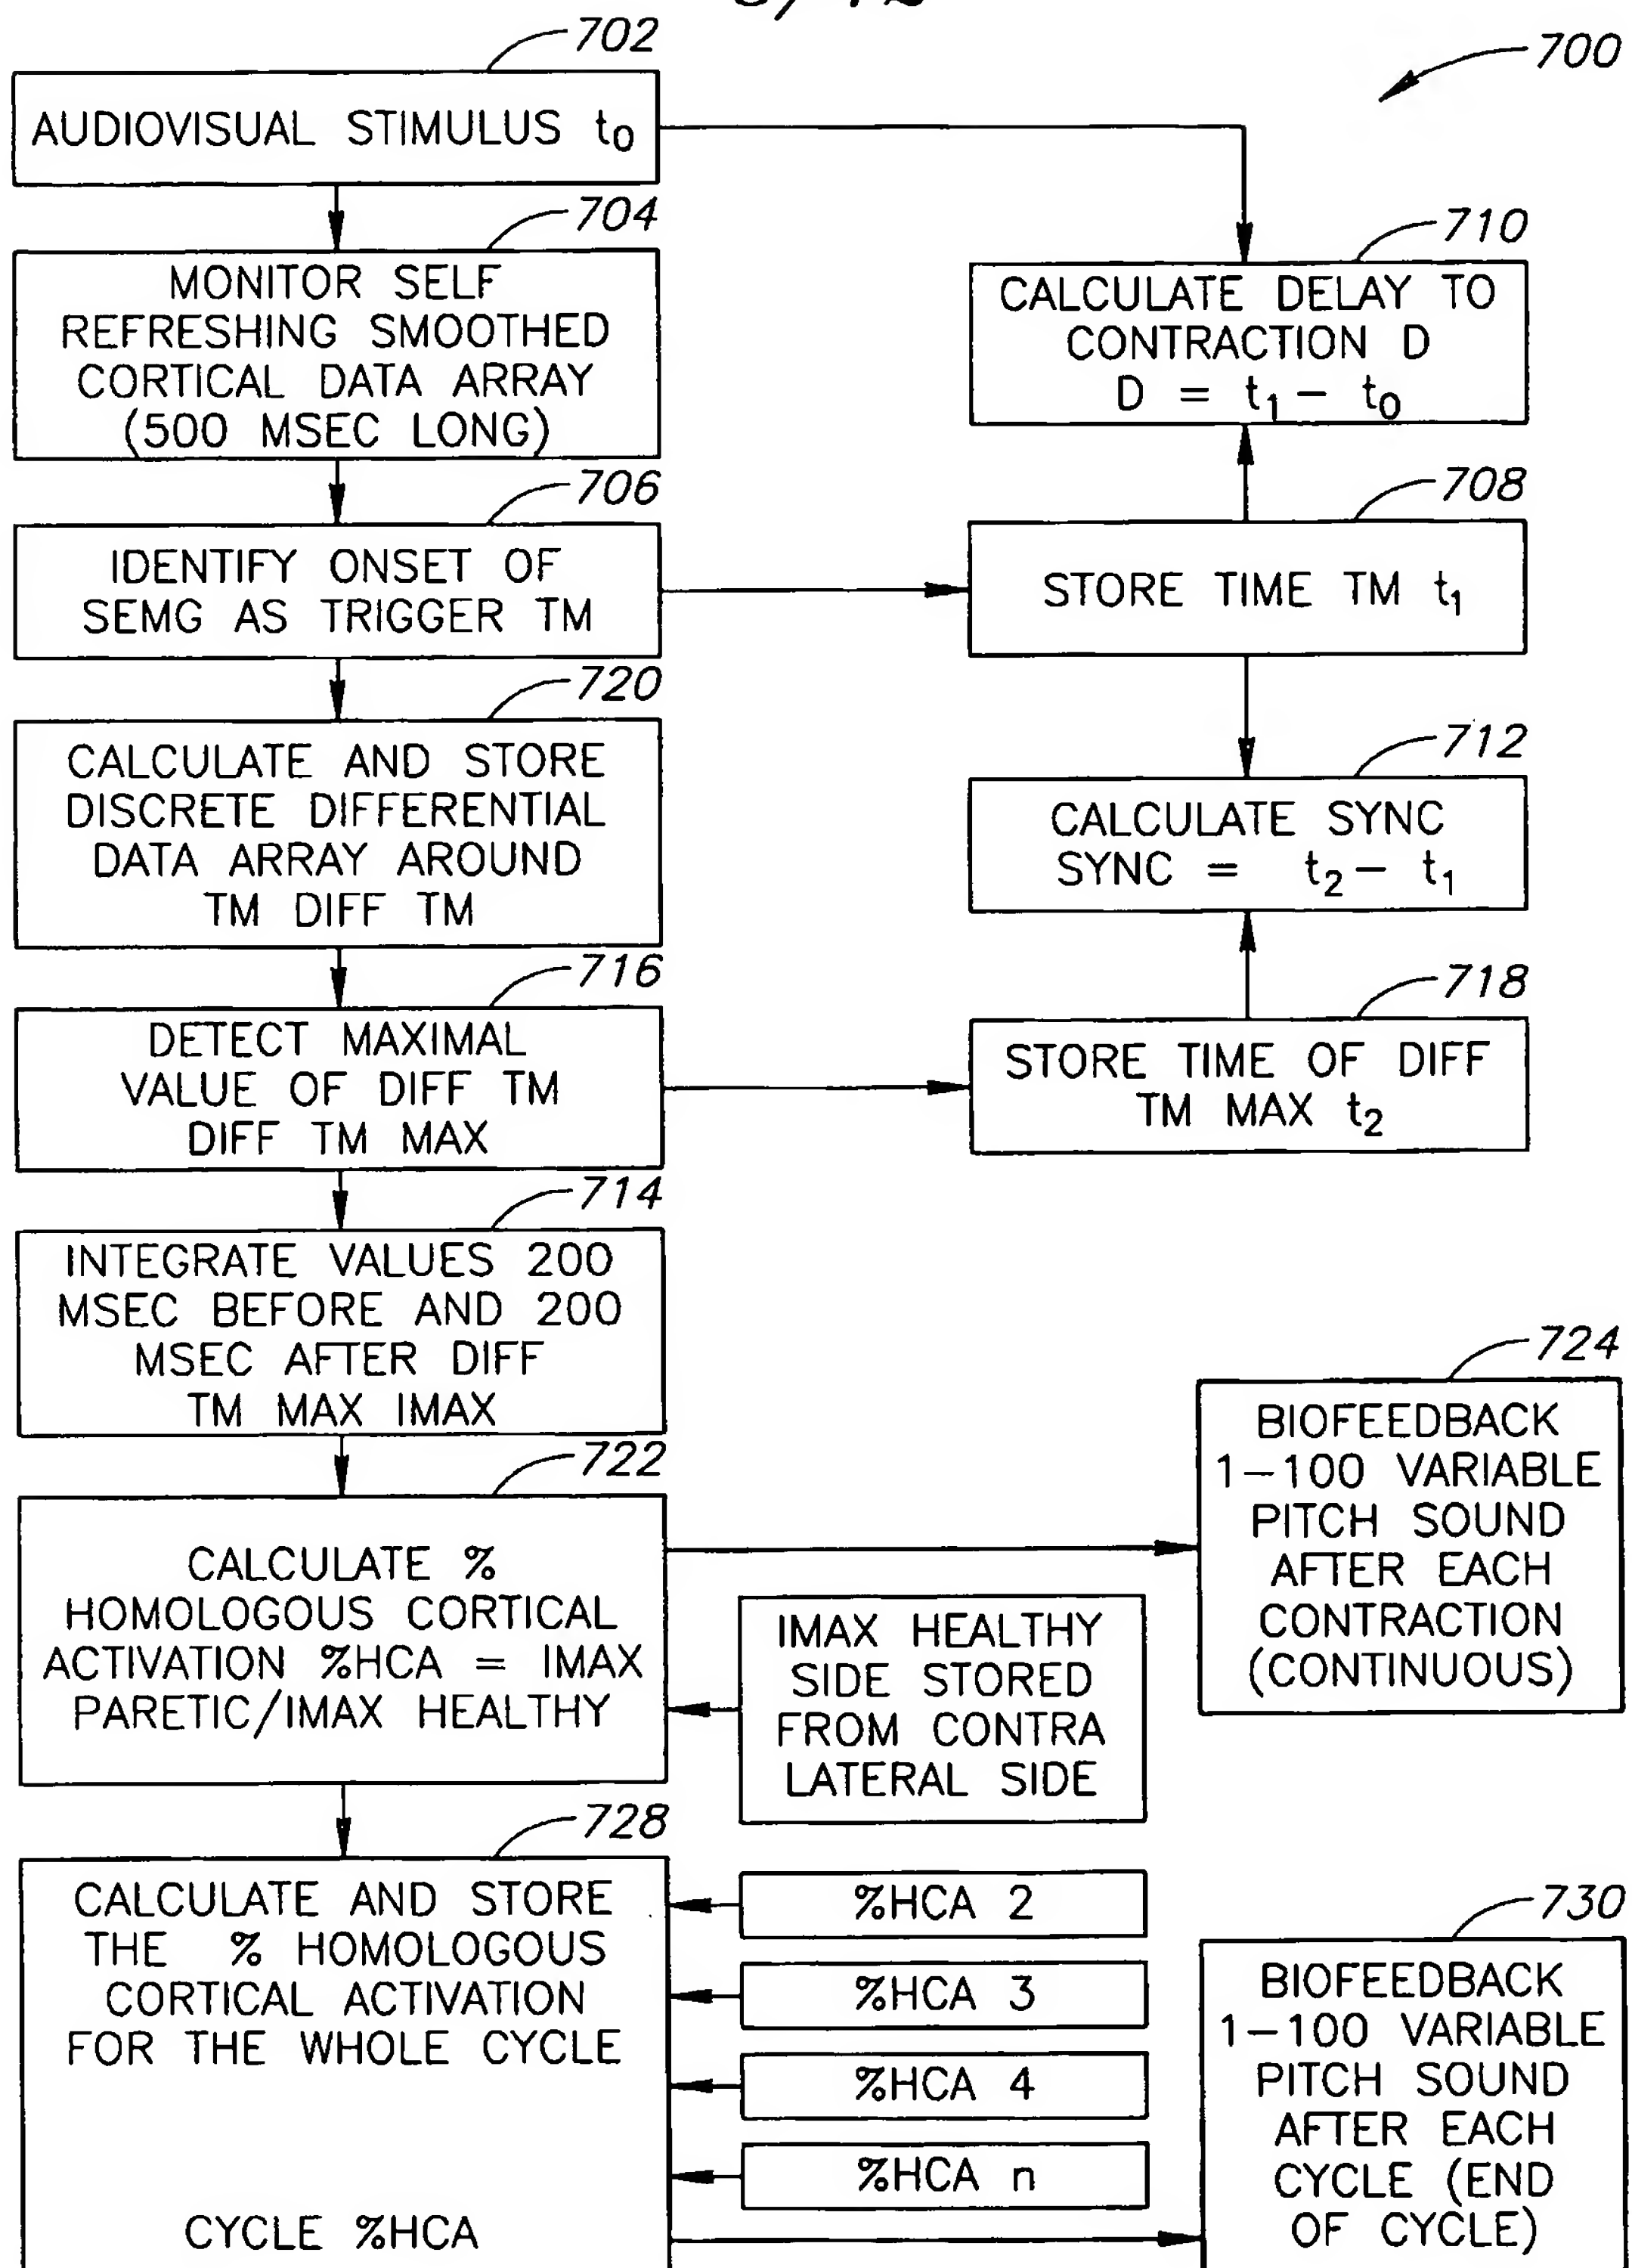 702
700
AUDIOVISUAL STIMULUS t0
704
MONITOR SELF
REFRESHING SMOOTHED
CORTICAL DATA ARRAY
(500 MSEC LONG)
710
CALCULATE DELAY TO
CONTRACTION D
D = t1 - t0
706
IDENTIFY ONSET OF
SEMG AS TRIGGER TM
708
STORE TIME TM t1
720
CALCULATE AND STORE
DISCRETE DIFFERENTIAL
DATA ARRAY AROUND
TM DIFF TM
712
CALCULATE SYNC
SYNC = t2 - t1
716
DETECT MAXIMAL
VALUE OF DIFF TM
DIFF TM MAX
718
STORE TIME OF DIFF
TM MAX t2
714
INTEGRATE VALUES 200
MSEC BEFORE AND 200
MSEC AFTER DIFF
TM MAX IMAX
722
CALCULATE %
HOMOLOGOUS CORTICAL
ACTIVATION %HCA = IMAX
PARETIC/IMAX HEALTHY
724
BIOFEEDBACK
1-100 VARIABLE
PITCH SOUND
AFTER EACH
CONTRACTION
(CONTINUOUS)
IMAX HEALTHY
SIDE STORED
FROM CONTRA
LATERAL SIDE
728
CALCULATE AND STORE
THE % HOMOLOGOUS
CORTICAL ACTIVATION
FOR THE WHOLE CYCLE
CYCLE %HCA
%HCA 2
%HCA 3
%HCA 4
%HCA n
730
BIOFEEDBACK
1-100 VARIABLE
PITCH SOUND
AFTER EACH
CYCLE (END
OF CYCLE)